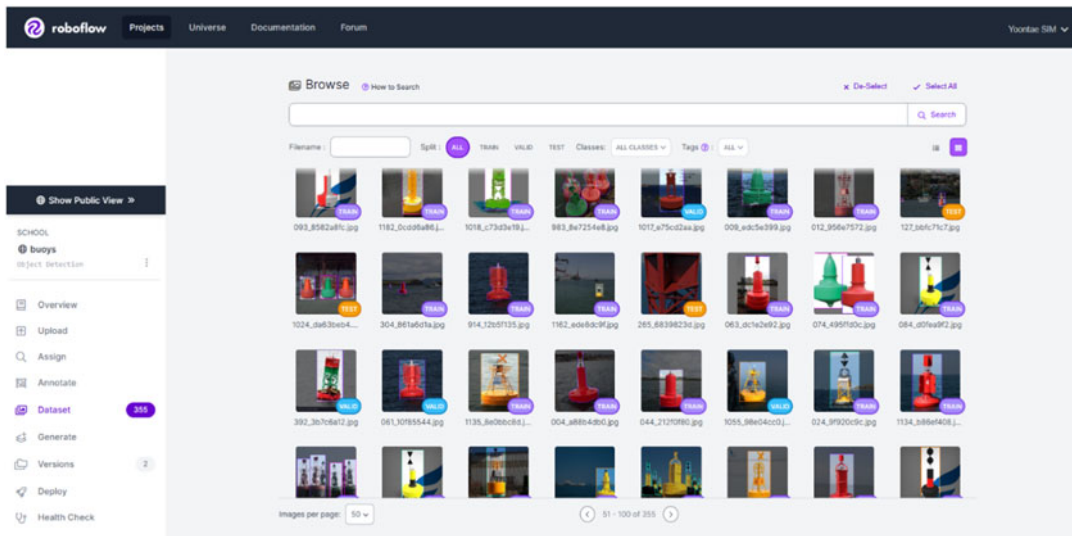 roboflow Projects Universe Documentation Forum Yoontae SIM
Browse How to Search De-Select Select All
Search
Filename : Split : ALL TRAIN VALID TEST Classes: ALL CLASSES Tags : ALL
TRAIN TRAIN TRAIN TRAIN VALID TRAIN TRAIN TEST
093_8582a8fc.jpg 1182_0cdd6a86.j... 1018_c73d3e19.j... 983_8e7254e8.jpg 1017_e75cd2aa.jpg 009_edc5e399.jpg 012_956e7572.jpg 127_bbfc71c7.jpg
TEST TRAIN TRAIN TRAIN TEST TRAIN TRAIN TRAIN
1024_da63bxb4.... 304_861a6d1a.jpg 914_12b5f135.jpg 1162_ede8dc9f.jpg 285_6839823d.jpg 063_dc1e2e92.jpg 074_495ffd0c.jpg 084_d0fea9f2.jpg
VALID VALID TRAIN TRAIN TRAIN VALID TRAIN TRAIN
392_3b7c6a12.jpg 061_10f85544.jpg 1135_6e0bbc8d.j... 004_a88b4db0.jpg 044_212f0f80.jpg 1055_98e04cc0.j... 024_9f920c9c.jpg 1134_b86ef408.j...
Images per page: 50 51 - 100 of 355
Show Public View »
SCHOOL
buoys
Object Detection
Overview
Upload
Assign
Annotate
Dataset 355
Generate
Versions 2
Deploy
Health Check